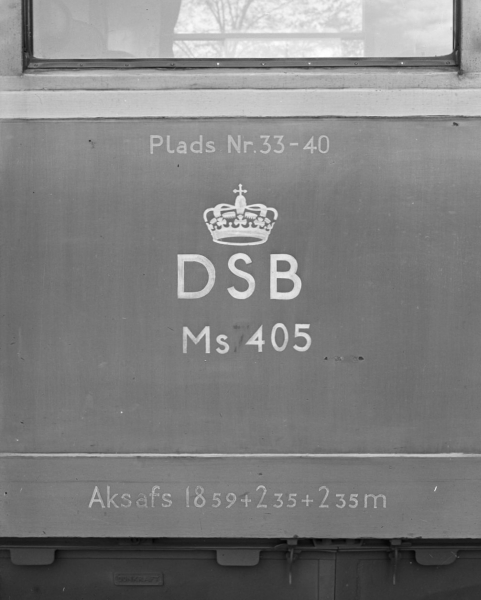 Plads Nr. 33-40
DSB
Ms 405
Aksafs 1859+235+235m